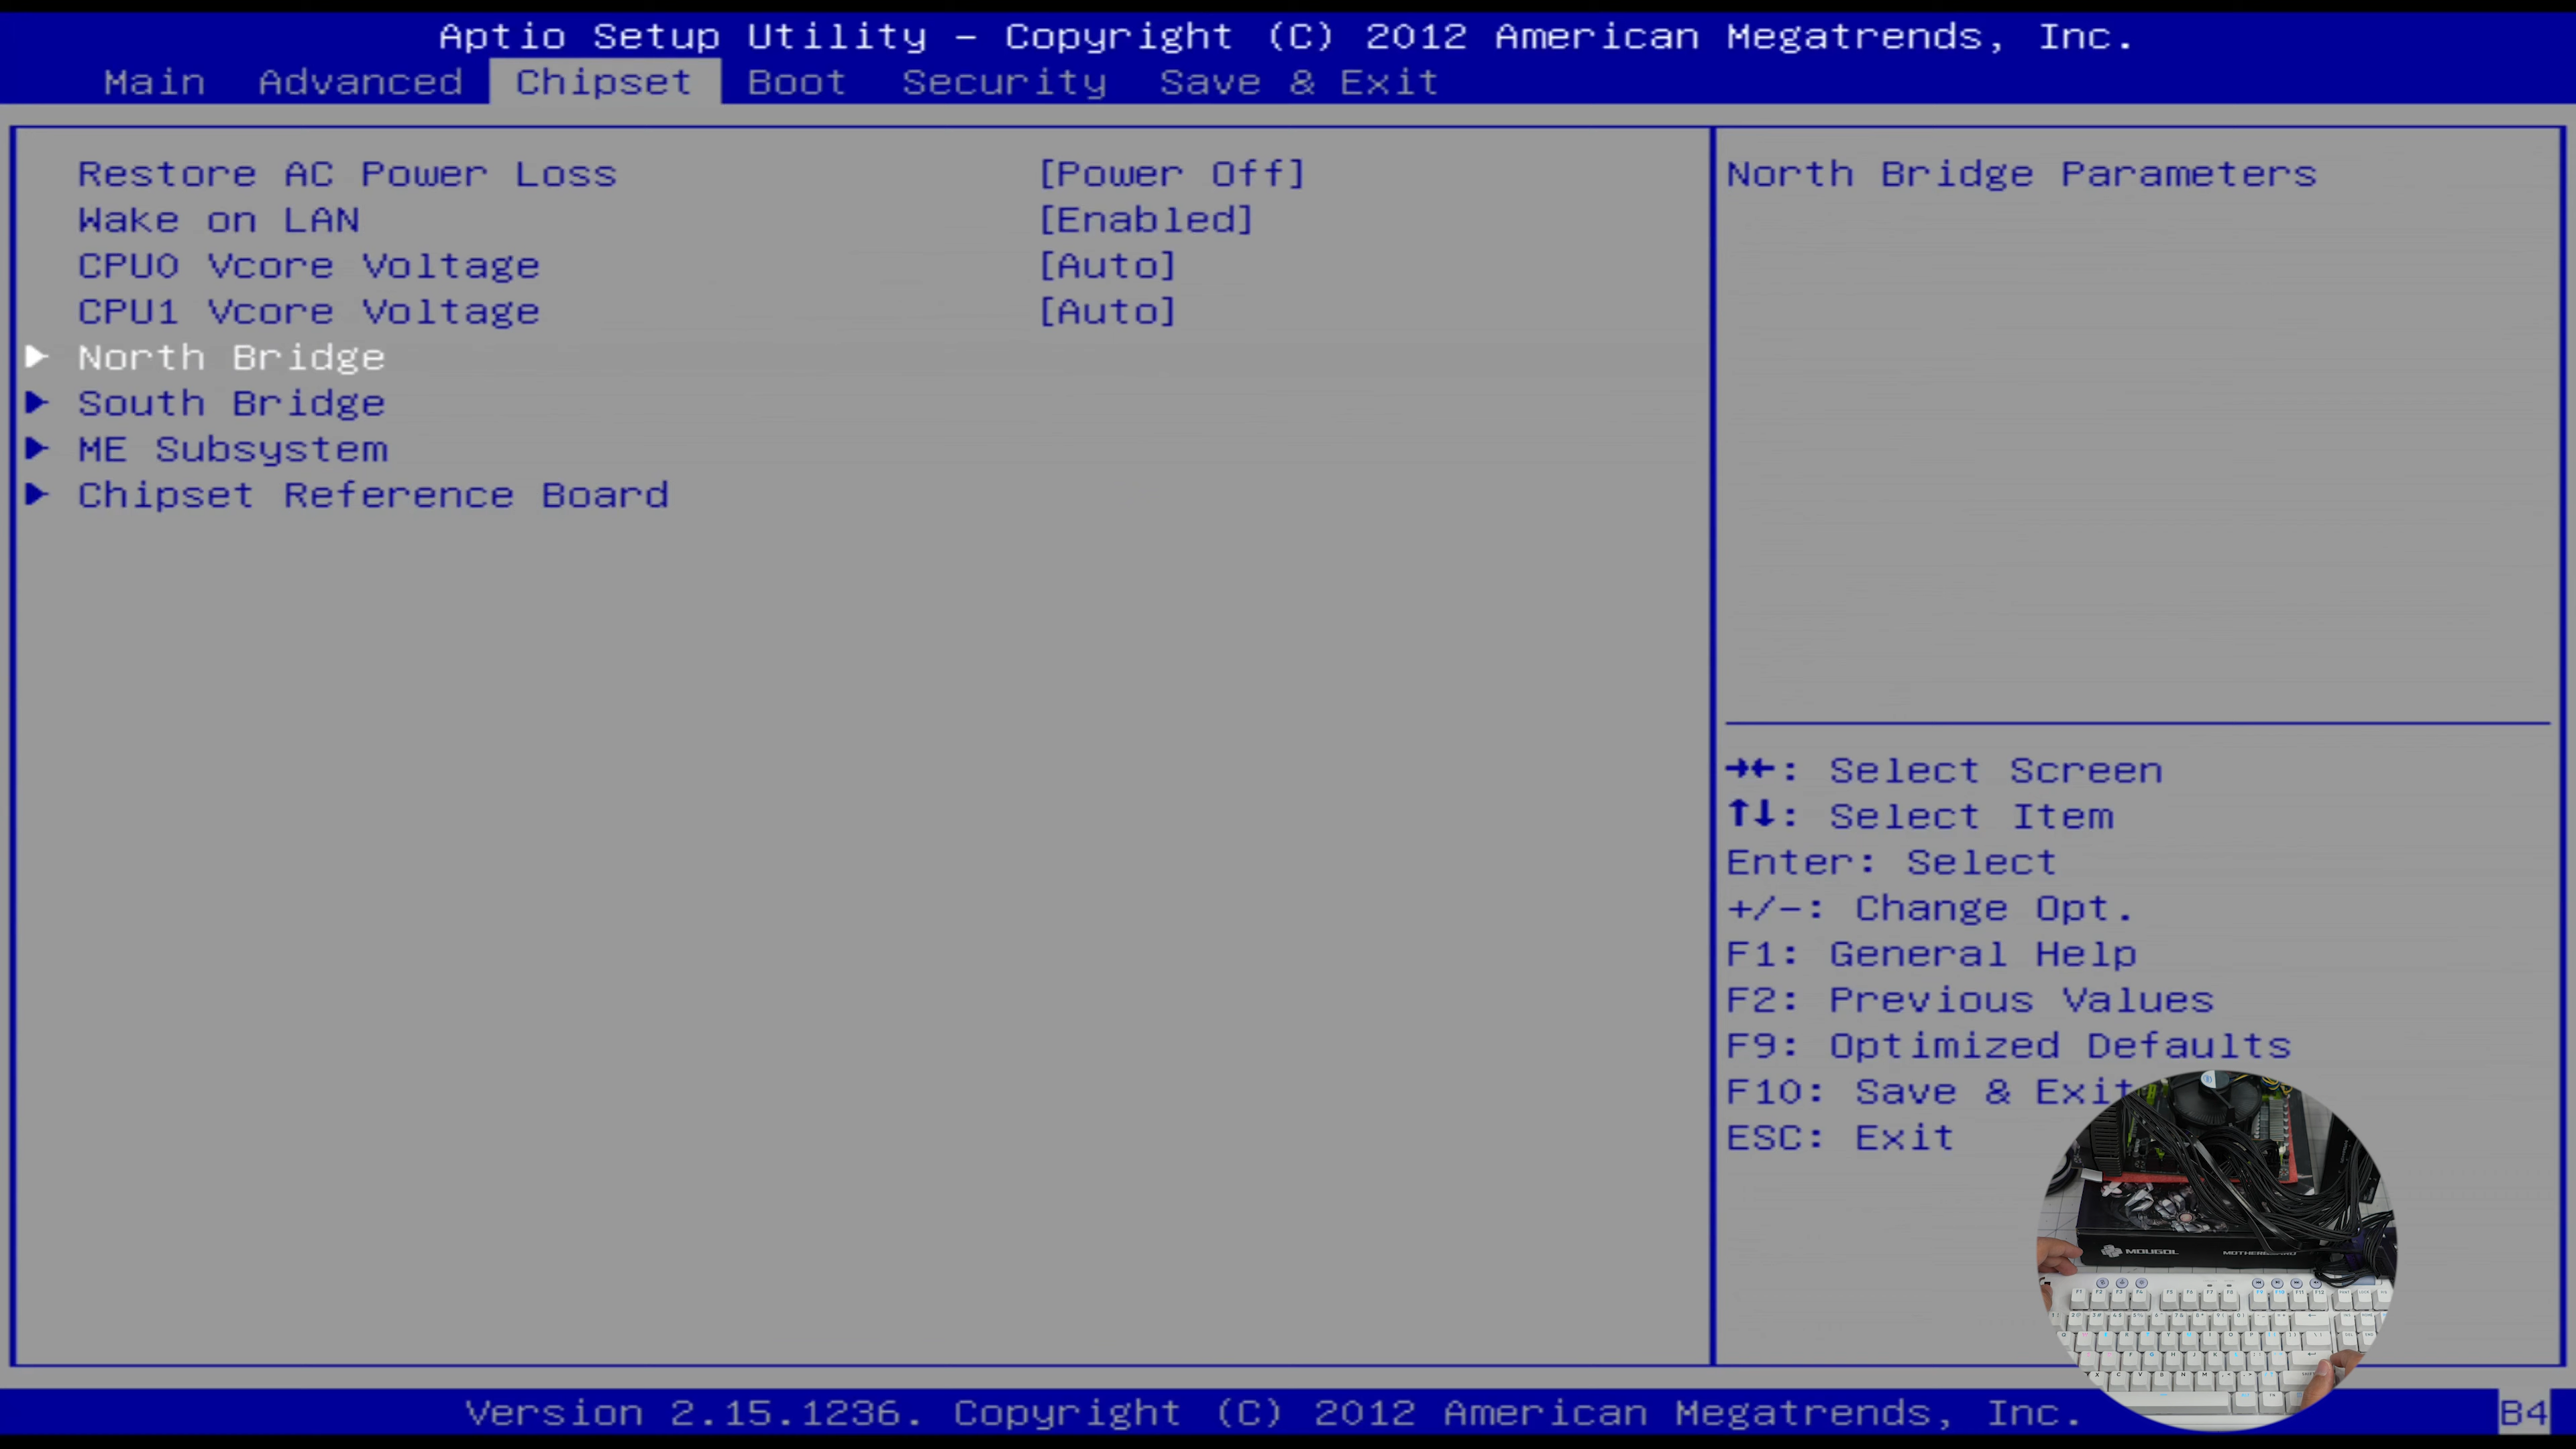 Aptio Setup Utility – Copyright (C) 2012 American Megatrends, Inc.
Main Advanced Chipset Boot Security Save & Exit
Restore AC Power Loss [Power Off]
Wake on LAN [Enabled]
CPU0 Vcore Voltage [Auto]
CPU1 Vcore Voltage [Auto]
North Bridge
South Bridge
ME Subsystem
Chipset Reference Board
North Bridge Parameters
→←: Select Screen
↑↓: Select Item
Enter: Select
+/-: Change Opt.
F1: General Help
F2: Previous Values
F9: Optimized Defaults
F10: Save & Exit
ESC: Exit
MOUGOL
Version 2.15.1236. Copyright (C) 2012 American Megatrends, Inc.
B4